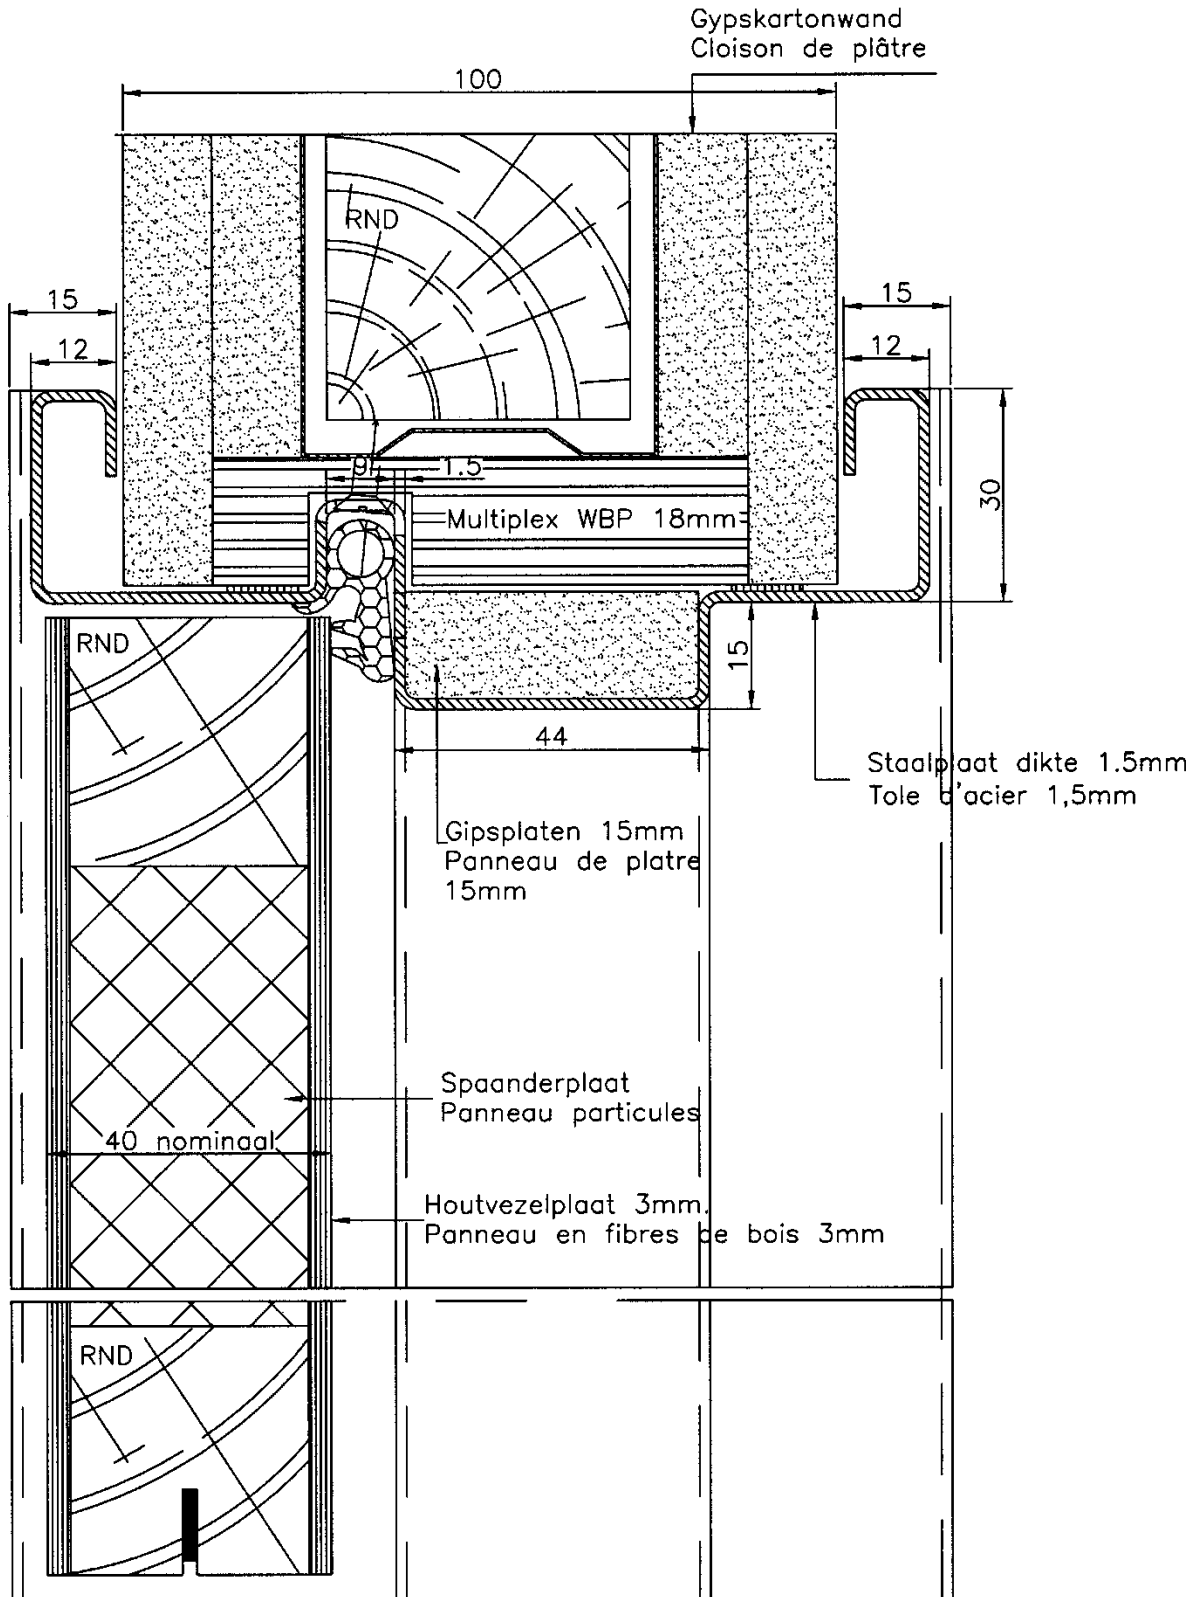 Gypskartonwand
Cloison de plâtre
100
RND
15
12
15
12
30
9
1.5
Multiplex WBP 18mm
RND
15
44
Staalplaat dikte 1.5mm
Tole d'acier 1,5mm
Gipsplaten 15mm
Panneau de platre
15mm
Spaanderplaat
Panneau particules
40 nominaal
Houtvezelplaat 3mm.
Panneau en fibres de bois 3mm
RND